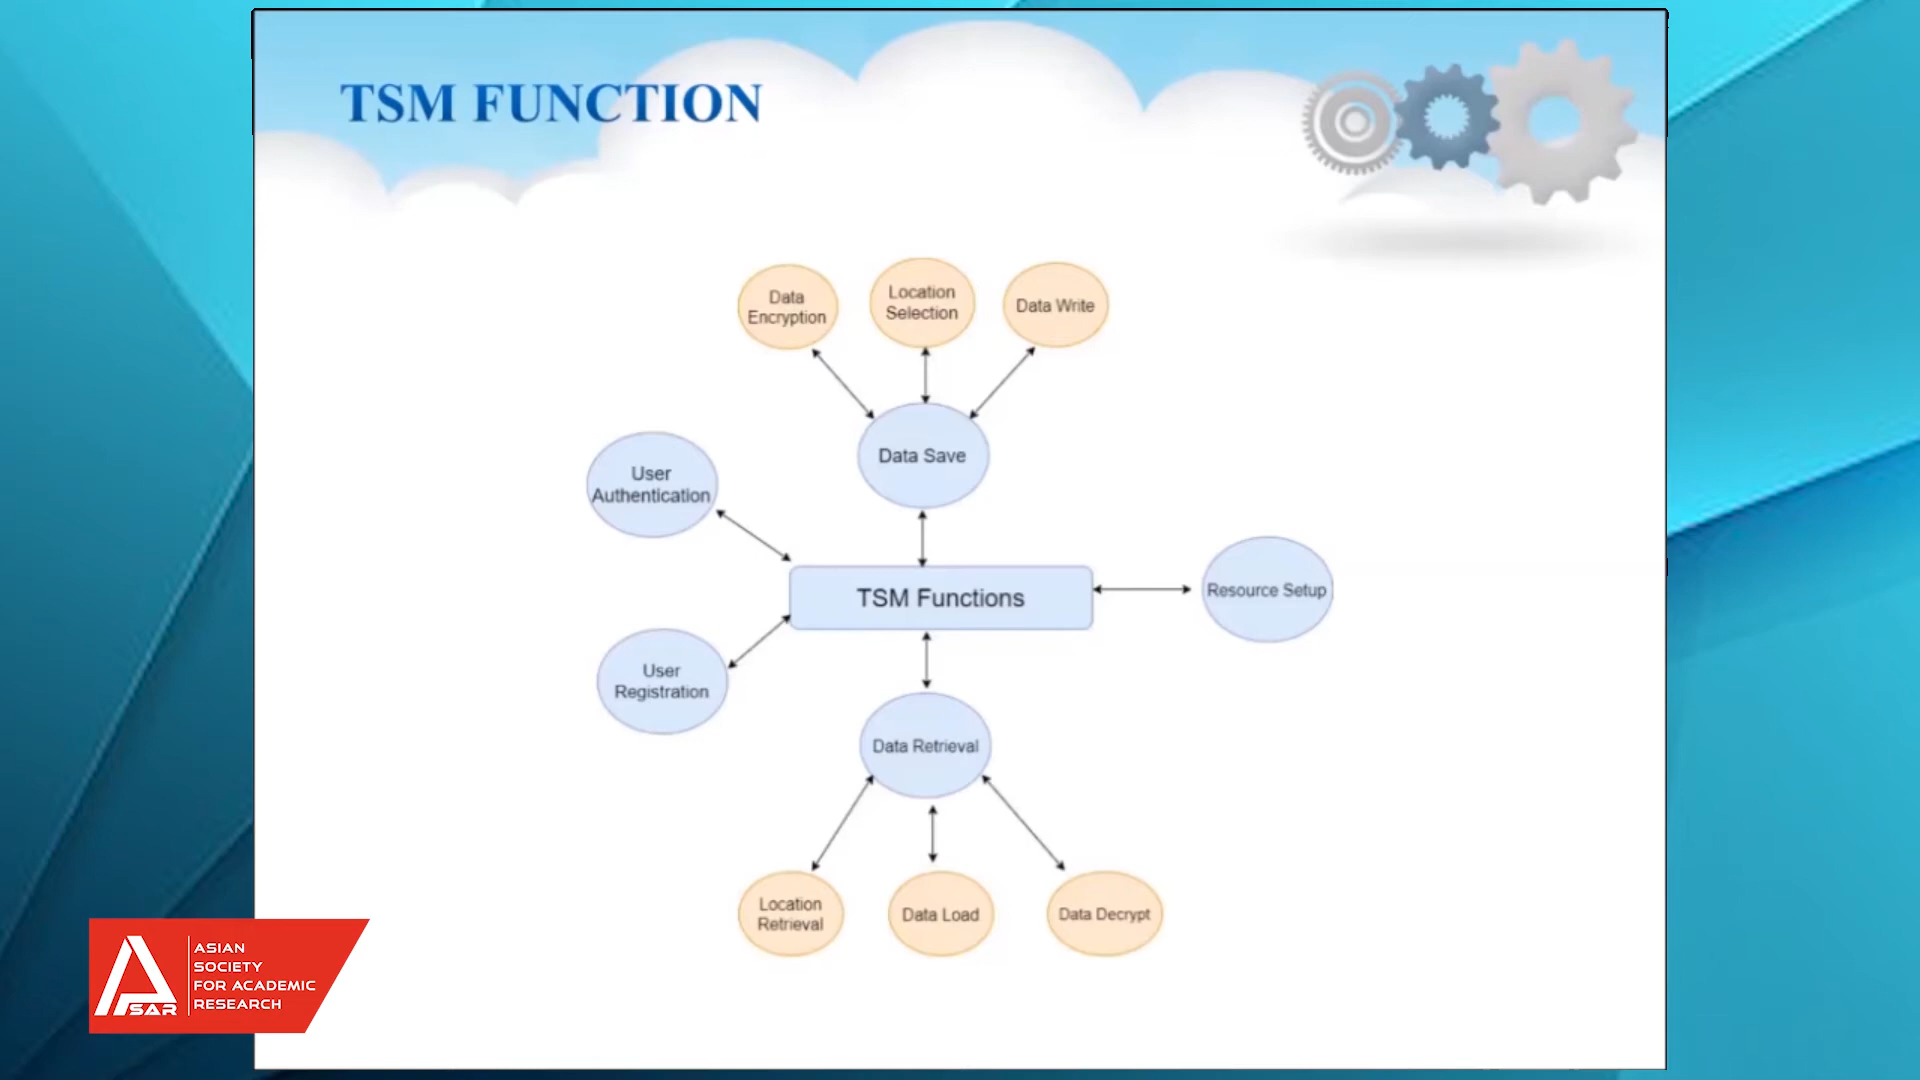 TSM FUNCTION
Data
Encryption
Location
Selection
Data Write
Data Save
User
Authentication
TSM Functions
Resource Setup
User
Registration
Data Retrieval
Location
Retrieval
Data Load
Data Decrypt
ASAR
ASIAN
SOCIETY
FOR ACADEMIC
RESEARCH